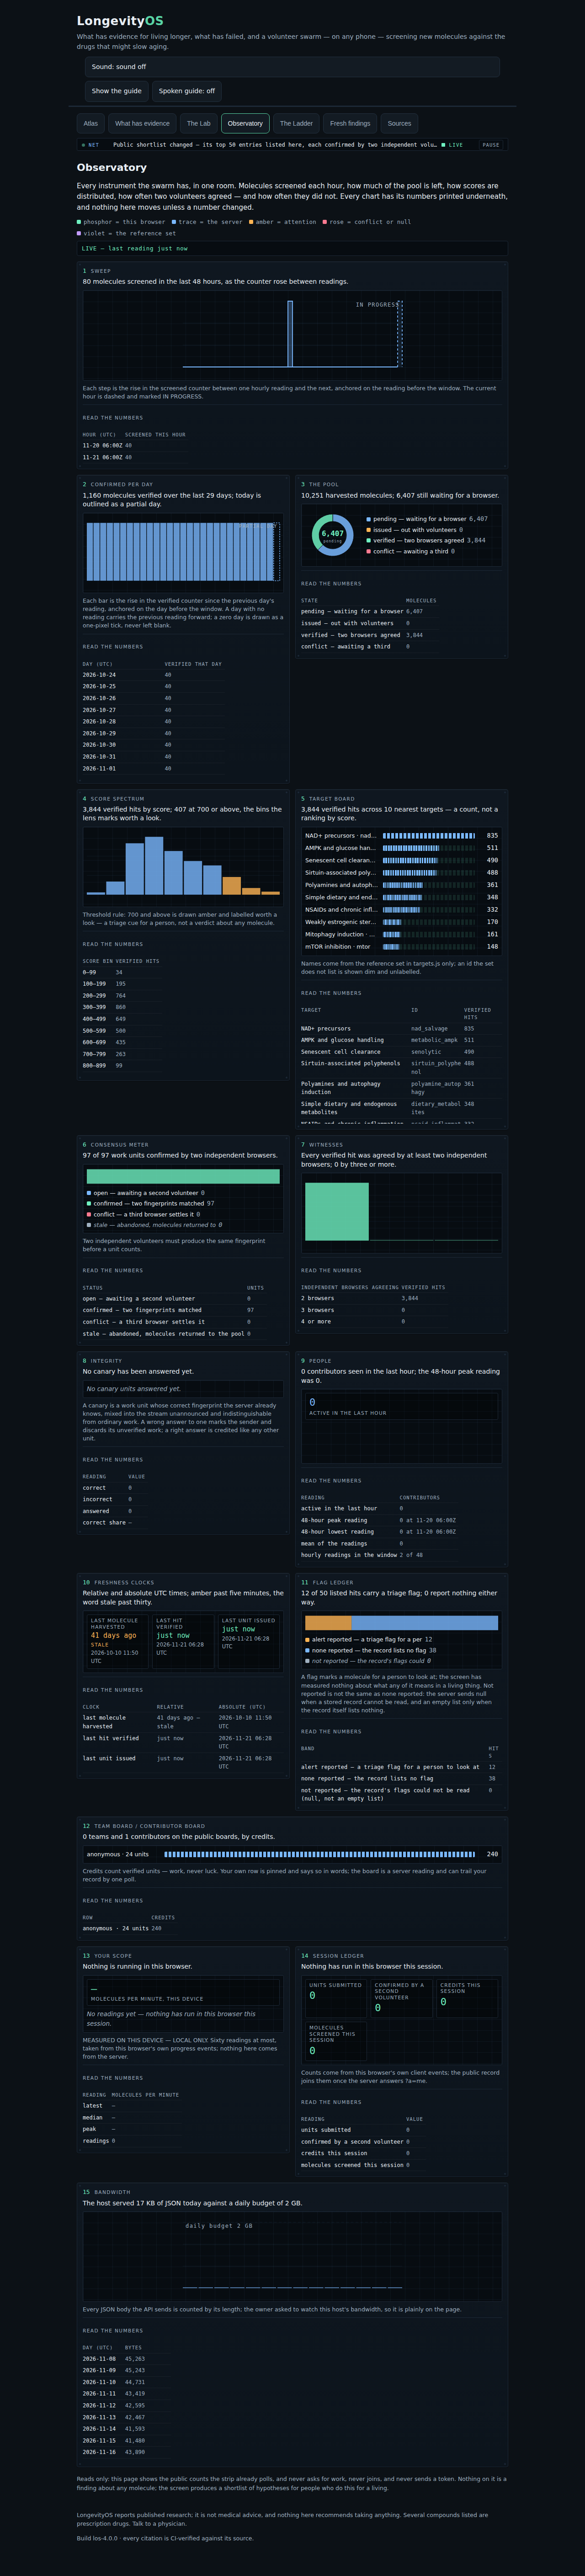 LongevityOS
What has evidence for living longer, what has failed, and a volunteer swarm — on any phone — screening new molecules against the
drugs that might slow aging.
Sound: sound off
Show the guide
Spoken guide: off
Atlas
What has evidence
The Lab
Observatory
The Ladder
Fresh findings
Sources
NET
Public shortlist changed — its top 50 entries listed here, each confirmed by two independent volu…
LIVE
PAUSE
Observatory
Every instrument the swarm has, in one room. Molecules screened each hour, how much of the pool is left, how scores are
distributed, how often two volunteers agreed — and how often they did not. Every chart has its numbers printed underneath,
and nothing here moves unless a number changed.
phosphor = this browser
trace = the server
amber = attention
rose = conflict or null
violet = the reference set
LIVE — last reading just now
1 SWEEP
80 molecules screened in the last 48 hours, as the counter rose between readings.
IN PROGRESS
Each step is the rise in the screened counter between one hourly reading and the next, anchored on the reading before the window. The current
hour is dashed and marked IN PROGRESS.
READ THE NUMBERS
HOUR (UTC) SCREENED THIS HOUR
11-20 06:00Z 40
11-21 06:00Z 40
2 CONFIRMED PER DAY
1,160 molecules verified over the last 29 days; today is
outlined as a partial day.
Each bar is the rise in the verified counter since the previous day's
reading, anchored on the day before the window. A day with no
reading carries the previous reading forward; a zero day is drawn as a
one-pixel tick, never left blank.
READ THE NUMBERS
DAY (UTC) VERIFIED THAT DAY
2026-10-24 40
2026-10-25 40
2026-10-26 40
2026-10-27 40
2026-10-28 40
2026-10-29 40
2026-10-30 40
2026-10-31 40
2026-11-01 40
3 THE POOL
10,251 harvested molecules; 6,407 still waiting for a browser.
6,407
pending
pending — waiting for a browser 6,407
issued — out with volunteers 0
verified — two browsers agreed 3,844
conflict — awaiting a third 0
READ THE NUMBERS
STATE MOLECULES
pending — waiting for a browser 6,407
issued — out with volunteers 0
verified — two browsers agreed 3,844
conflict — awaiting a third 0
4 SCORE SPECTRUM
3,844 verified hits by score; 407 at 700 or above, the bins the
lens marks worth a look.
Threshold rule: 700 and above is drawn amber and labelled worth a
look — a triage cue for a person, not a verdict about any molecule.
READ THE NUMBERS
SCORE BIN VERIFIED HITS
0–99 34
100–199 195
200–299 764
300–399 860
400–499 649
500–599 500
600–699 435
700–799 263
800–899 99
5 TARGET BOARD
3,844 verified hits across 10 nearest targets — a count, not a
ranking by score.
NAD+ precursors · nad… 835
AMPK and glucose han… 511
Senescent cell clearan… 490
Sirtuin-associated poly… 488
Polyamines and autoph… 361
Simple dietary and end… 348
NSAIDs and chronic infl… 332
Weakly estrogenic ster… 170
Mitophagy induction · … 161
mTOR inhibition · mtor 148
Names come from the reference set in targets.js only; an id the set
does not list is shown dim and unlabelled.
READ THE NUMBERS
TARGET ID VERIFIED
HITS
NAD+ precursors nad_salvage 835
AMPK and glucose handling metabolic_ampk 511
Senescent cell clearance senolytic 490
Sirtuin-associated polyphenols sirtuin_polyphe 488
nol
Polyamines and autophagy polyamine_autop 361
induction hagy
Simple dietary and endogenous dietary_metabol 348
metabolites ites
6 CONSENSUS METER
97 of 97 work units confirmed by two independent browsers.
open — awaiting a second volunteer 0
confirmed — two fingerprints matched 97
conflict — a third browser settles it 0
stale — abandoned, molecules returned to 0
Two independent volunteers must produce the same fingerprint
before a unit counts.
READ THE NUMBERS
STATUS UNITS
open — awaiting a second volunteer 0
confirmed — two fingerprints matched 97
conflict — a third browser settles it 0
stale — abandoned, molecules returned to the pool 0
7 WITNESSES
Every verified hit was agreed by at least two independent
browsers; 0 by three or more.
READ THE NUMBERS
INDEPENDENT BROWSERS AGREEING VERIFIED HITS
2 browsers 3,844
3 browsers 0
4 or more 0
8 INTEGRITY
No canary has been answered yet.
No canary units answered yet.
A canary is a work unit whose correct fingerprint the server already
knows, mixed into the stream unannounced and indistinguishable
from ordinary work. A wrong answer to one marks the sender and
discards its unverified work; a right answer is credited like any other
unit.
READ THE NUMBERS
READING VALUE
correct 0
incorrect 0
answered 0
correct share —
9 PEOPLE
0 contributors seen in the last hour; the 48-hour peak reading
was 0.
0
ACTIVE IN THE LAST HOUR
READ THE NUMBERS
READING CONTRIBUTORS
active in the last hour 0
48-hour peak reading 0 at 11-20 06:00Z
48-hour lowest reading 0 at 11-20 06:00Z
mean of the readings 0
hourly readings in the window 2 of 48
10 FRESHNESS CLOCKS
Relative and absolute UTC times; amber past five minutes, the
word stale past thirty.
LAST MOLECULE
HARVESTED
41 days ago
STALE
2026-10-10 11:50
UTC
LAST HIT
VERIFIED
just now
2026-11-21 06:28
UTC
LAST UNIT ISSUED
just now
2026-11-21 06:28
UTC
READ THE NUMBERS
CLOCK RELATIVE ABSOLUTE (UTC)
last molecule 41 days ago — 2026-10-10 11:50
harvested stale UTC
last hit verified just now 2026-11-21 06:28
UTC
last unit issued just now 2026-11-21 06:28
UTC
11 FLAG LEDGER
12 of 50 listed hits carry a triage flag; 0 report nothing either
way.
alert reported — a triage flag for a per 12
none reported — the record lists no flag 38
not reported — the record's flags could 0
A flag marks a molecule for a person to look at; the screen has
measured nothing about what any of it means in a living thing. Not
reported is not the same as none reported: the server sends null
when a stored record cannot be read, and an empty list only when
the record itself lists nothing.
READ THE NUMBERS
BAND HIT
S
alert reported — a triage flag for a person to look at 12
none reported — the record lists no flag 38
not reported — the record's flags could not be read 0
(null, not an empty list)
12 TEAM BOARD / CONTRIBUTOR BOARD
0 teams and 1 contributors on the public boards, by credits.
anonymous · 24 units 240
Credits count verified units — work, never luck. Your own row is pinned and says so in words; the board is a server reading and can trail your
record by one poll.
READ THE NUMBERS
ROW CREDITS
anonymous · 24 units 240
13 YOUR SCOPE
Nothing is running in this browser.
—
MOLECULES PER MINUTE, THIS DEVICE
No readings yet — nothing has run in this browser this
session.
MEASURED ON THIS DEVICE — LOCAL ONLY. Sixty readings at most,
taken from this browser's own progress events; nothing here comes
from the server.
READ THE NUMBERS
READING MOLECULES PER MINUTE
latest —
median —
peak —
readings 0
14 SESSION LEDGER
Nothing has run in this browser this session.
UNITS SUBMITTED
0
CONFIRMED BY A
SECOND
VOLUNTEER
0
CREDITS THIS
SESSION
0
MOLECULES
SCREENED THIS
SESSION
0
Counts come from this browser's own client events; the public record
joins them once the server answers ?a=me.
READ THE NUMBERS
READING VALUE
units submitted 0
confirmed by a second volunteer 0
credits this session 0
molecules screened this session 0
15 BANDWIDTH
The host served 17 KB of JSON today against a daily budget of 2 GB.
daily budget 2 GB
Every JSON body the API sends is counted by its length; the owner asked to watch this host's bandwidth, so it is plainly on the page.
READ THE NUMBERS
DAY (UTC) BYTES
2026-11-08 45,263
2026-11-09 45,243
2026-11-10 44,731
2026-11-11 43,419
2026-11-12 42,595
2026-11-13 42,467
2026-11-14 41,593
2026-11-15 41,480
2026-11-16 43,890
Reads only: this page shows the public counts the strip already polls, and never asks for work, never joins, and never sends a token. Nothing on it is a
finding about any molecule; the screen produces a shortlist of hypotheses for people who do this for a living.
LongevityOS reports published research; it is not medical advice, and nothing here recommends taking anything. Several compounds listed are
prescription drugs. Talk to a physician.
Build los-4.0.0 · every citation is CI-verified against its source.